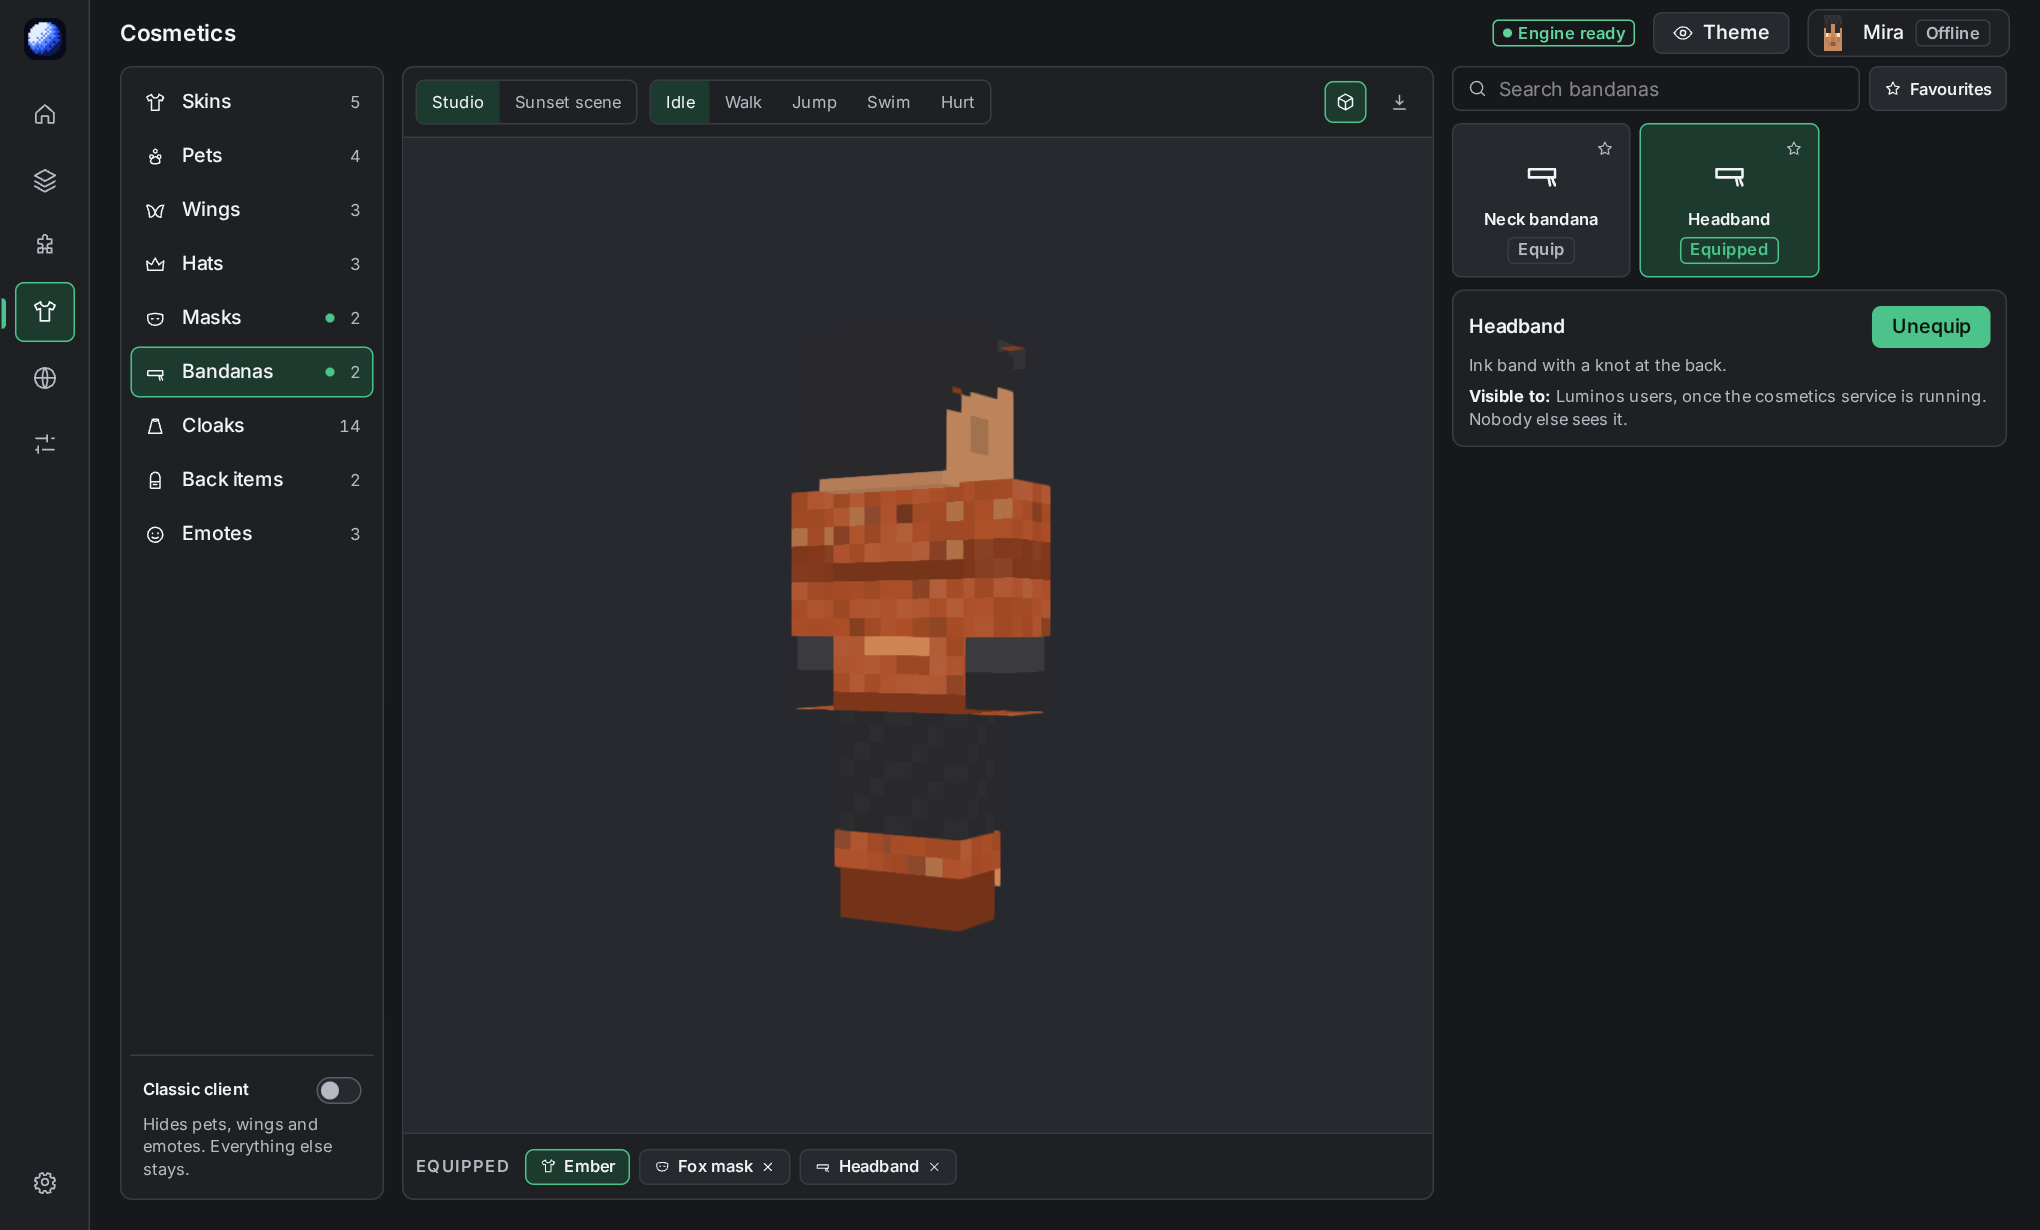 Cosmetics
Engine ready
Theme
Mira
Offline
Skins 5
Pets 4
Wings 3
Hats 3
Masks 2
Bandanas 2
Cloaks 14
Back items 2
Emotes 3
Classic client
Hides pets, wings and
emotes. Everything else
stays.
Studio
Sunset scene
Idle
Walk
Jump
Swim
Hurt
EQUIPPED
Ember
Fox mask
Headband
Search bandanas
Favourites
Neck bandana
Equip
Headband
Equipped
Headband
Unequip
Ink band with a knot at the back.
Visible to: Luminos users, once the cosmetics service is running.
Nobody else sees it.